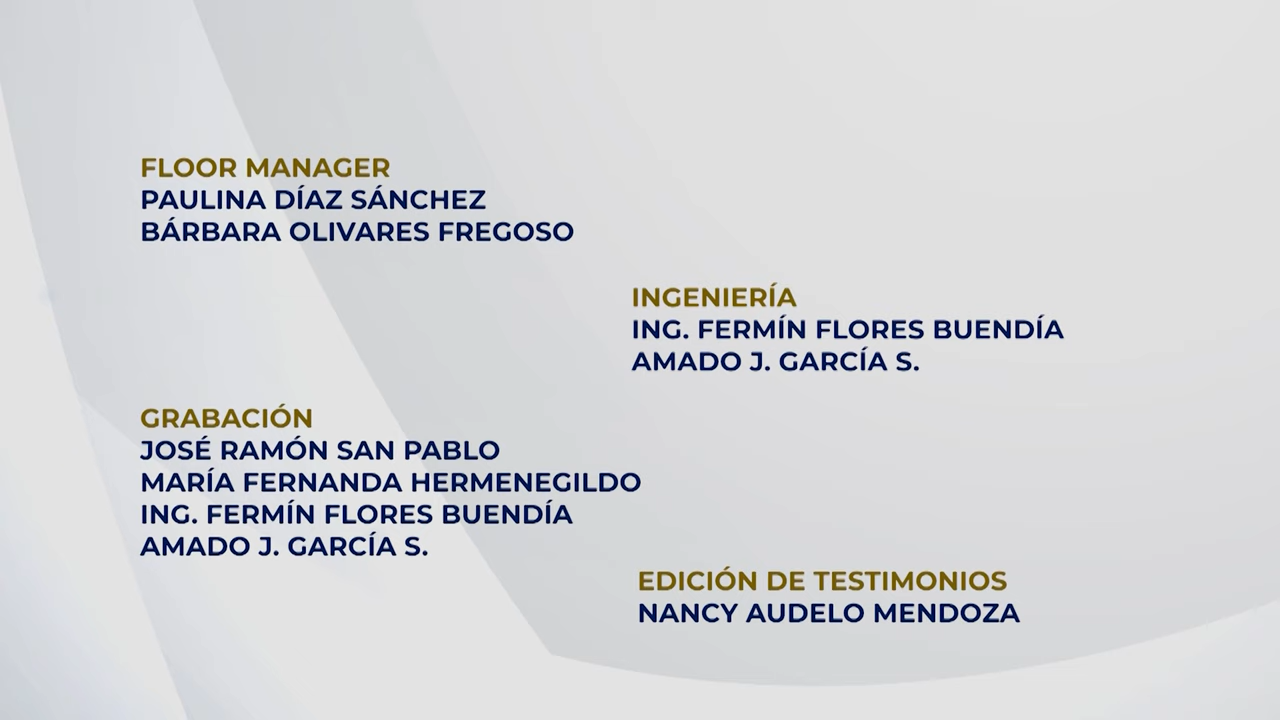 FLOOR MANAGER
PAULINA DÍAZ SÁNCHEZ
BÁRBARA OLIVARES FREGOSO
INGENIERÍA
ING. FERMÍN FLORES BUENDÍA
AMADO J. GARCÍA S.
GRABACIÓN
JOSÉ RAMÓN SAN PABLO
MARÍA FERNANDA HERMENEGILDO
ING. FERMÍN FLORES BUENDÍA
AMADO J. GARCÍA S.
EDICIÓN DE TESTIMONIOS
NANCY AUDELO MENDOZA